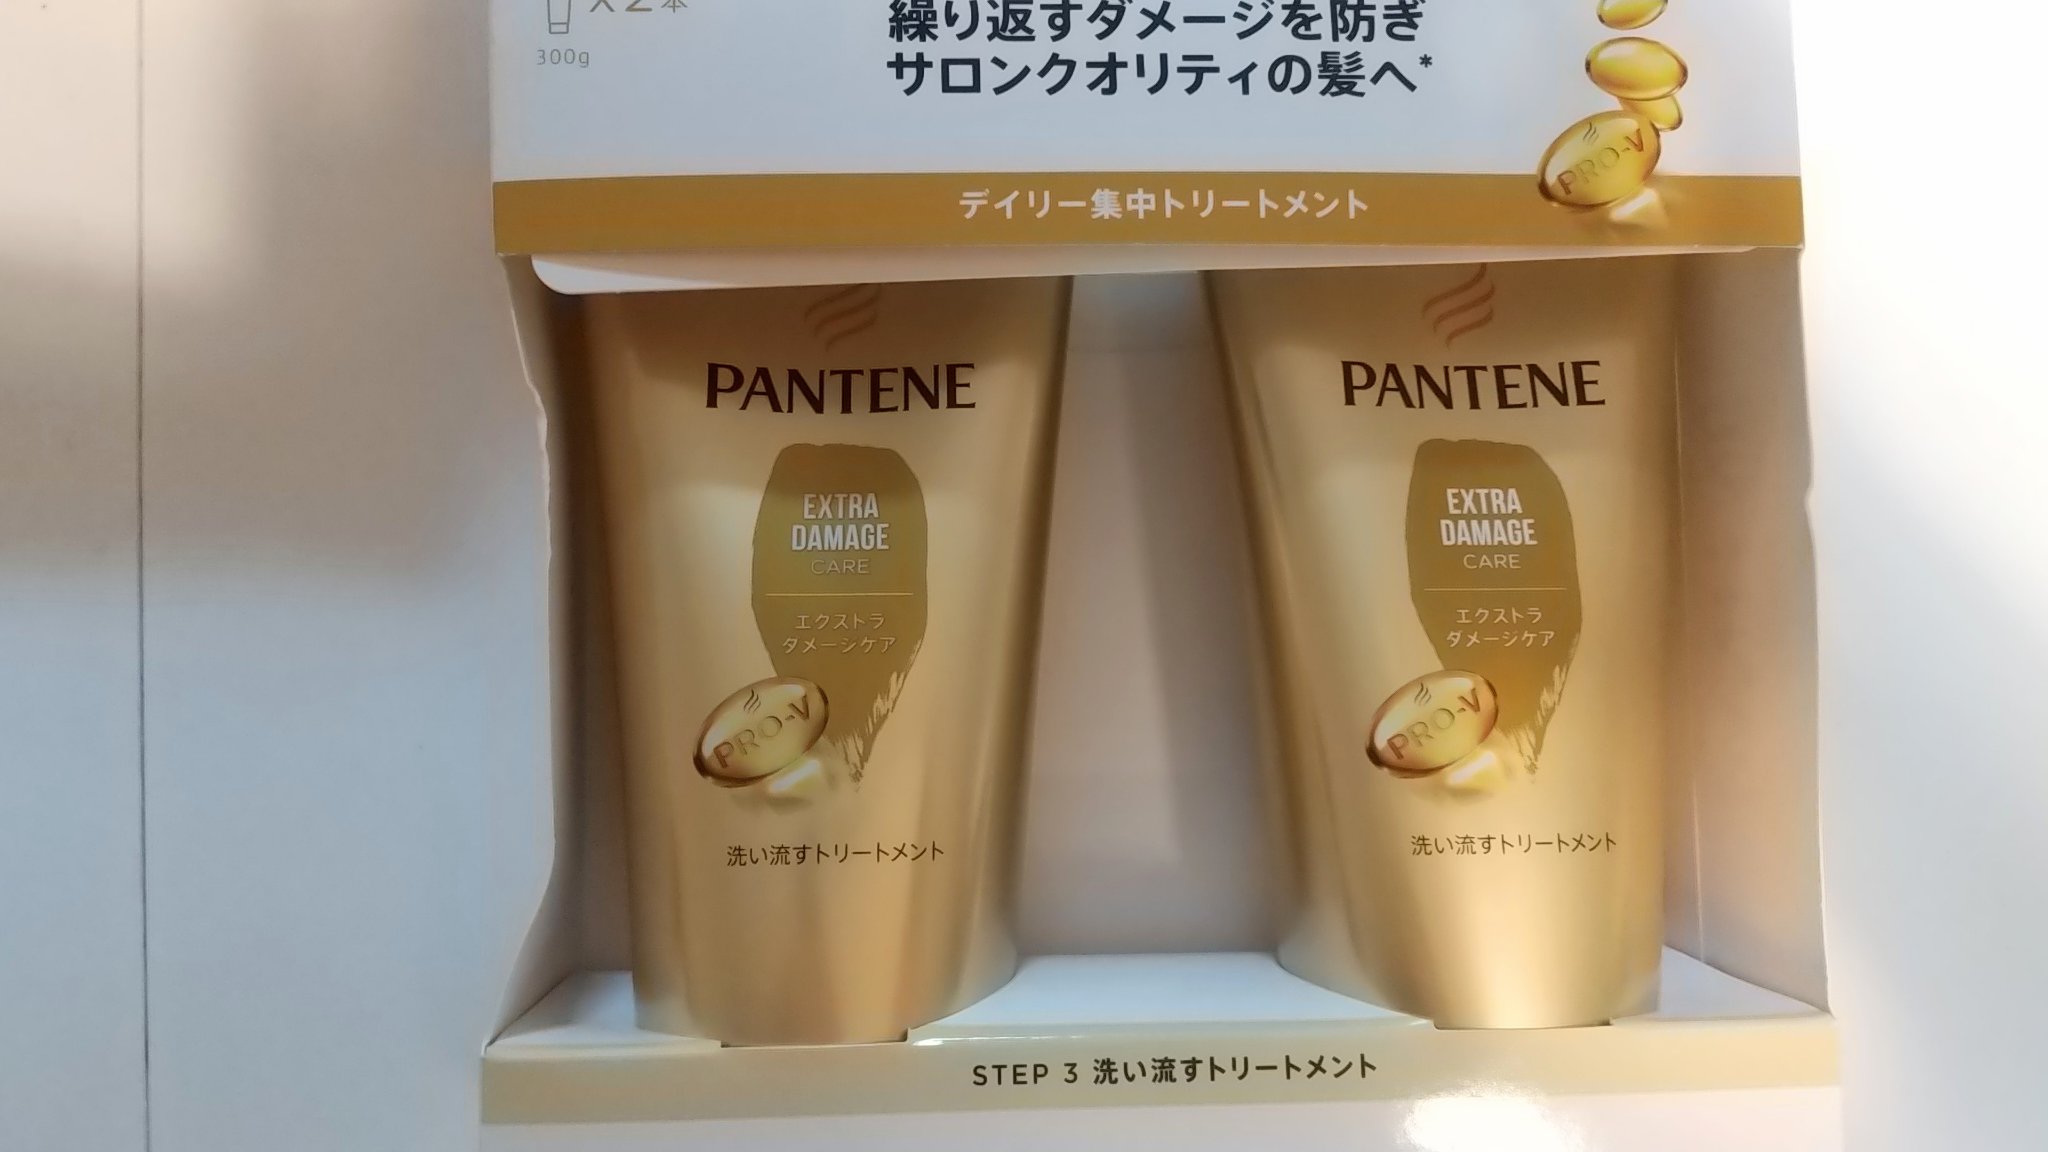 ×2本
300g
繰り返すダメージを防ぎ
サロンクオリティの髪へ*
PRO-V
デイリー集中トリートメント
PANTENE
EXTRA
DAMAGE
CARE
エクストラ
ダメージケア
PRO-V
洗い流すトリートメント
PANTENE
EXTRA
DAMAGE
CARE
エクストラ
ダメージケア
PRO-V
洗い流すトリートメント
STEP 3 洗い流すトリートメント